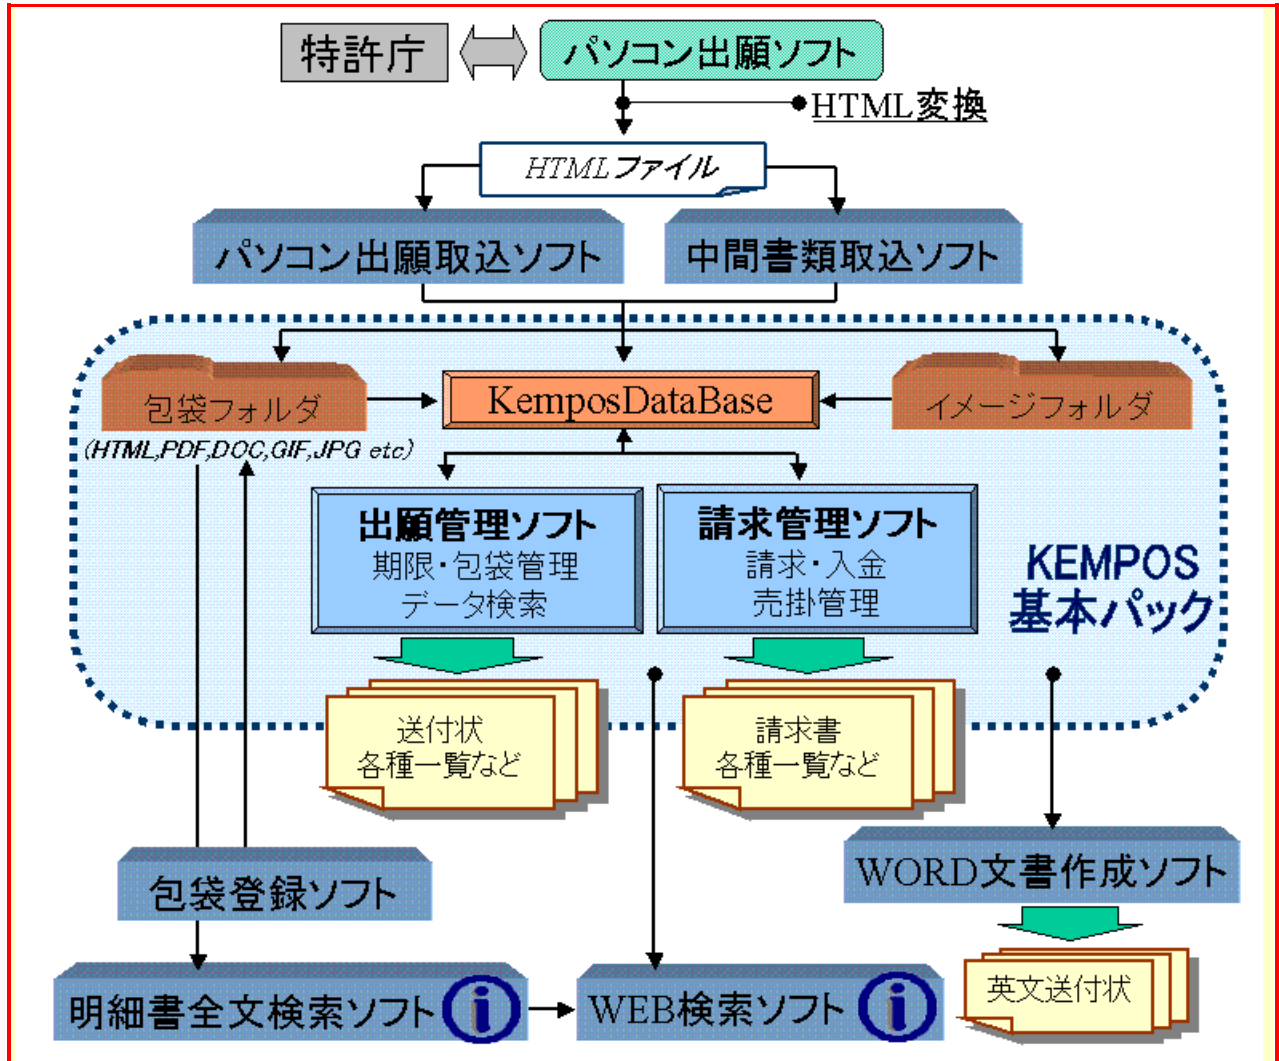 特許庁
パソコン出願ソフト
HTML変換
HTMLファイル
パソコン出願取込ソフト
中間書類取込ソフト
包袋フォルダ
KemposDataBase
イメージフォルダ
(HTML,PDF,DOC,GIF,JPG etc)
出願管理ソフト
期限・包袋管理
データ検索
請求管理ソフト
請求・入金
売掛管理
KEMPOS
基本パック
送付状
各種一覧など
請求書
各種一覧など
WORD文書作成ソフト
包袋登録ソフト
英文送付状
明細書全文検索ソフト
i
WEB検索ソフト
i